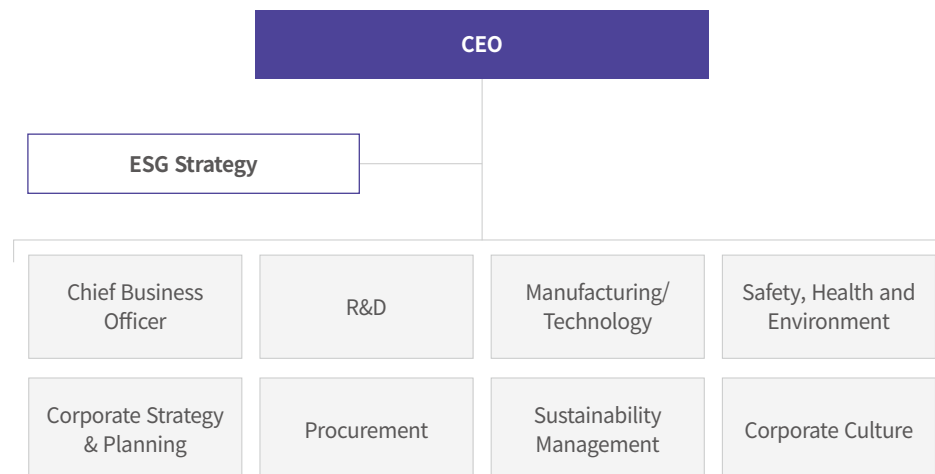 CEO
ESG Strategy
Chief Business
Officer
R&D
Manufacturing/
Technology
Safety, Health and
Environment
Corporate Strategy
& Planning
Procurement
Sustainability
Management
Corporate Culture